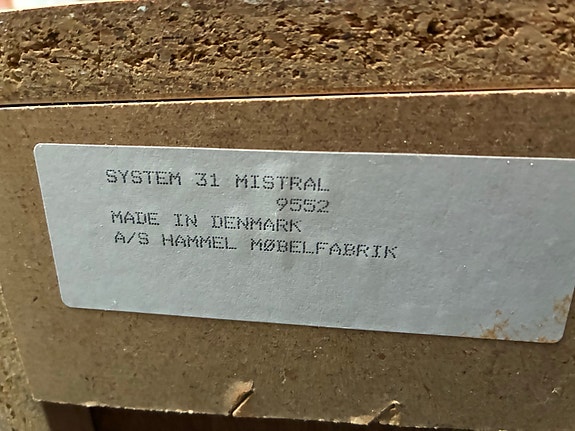 SYSTEM 31 MISTRAL
9552
MADE IN DENMARK
A/S HAMMEL MØBELFABRIK